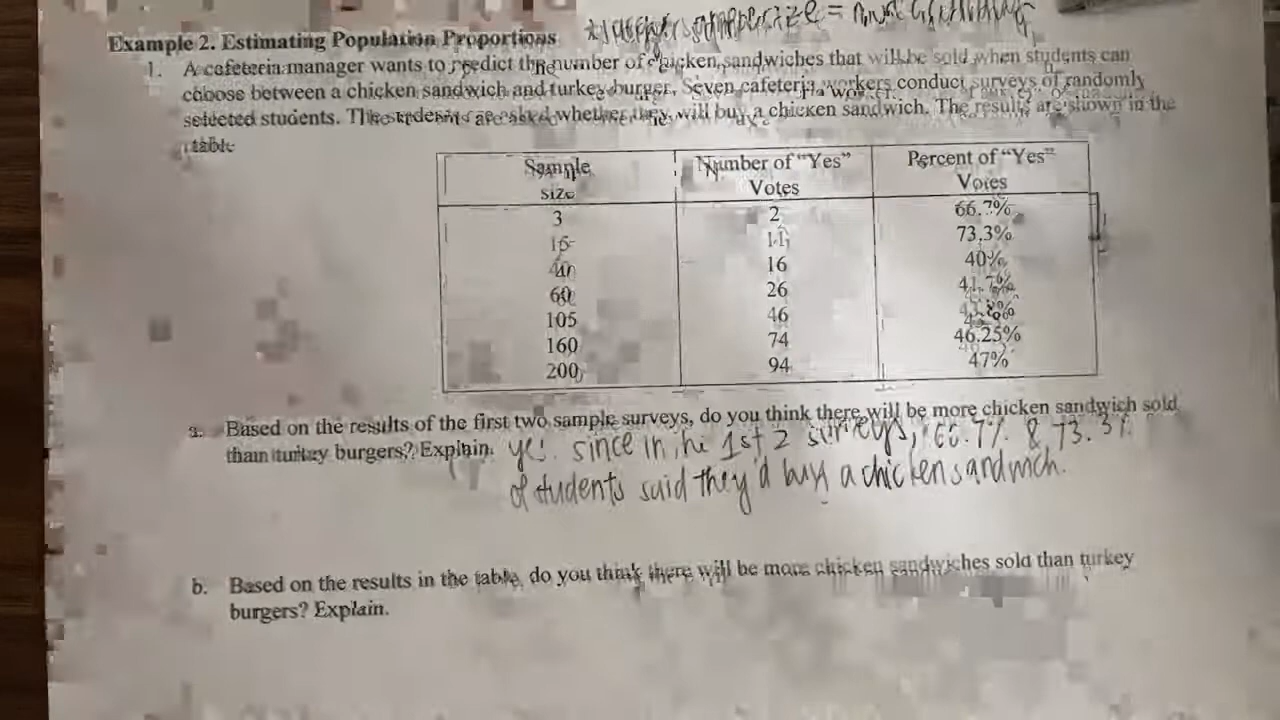 Example 2. Estimating Population Proportions
1. A cafeteria manager wants to predict the number of chicken sandwiches that will be sold when students can
choose between a chicken sandwich and turkey burger. Seven cafeteria workers conduct surveys of randomly
selected students. The students are asked whether they will buy a chicken sandwich. The results are shown in the
table
Sample Number of "Yes" Percent of "Yes"
size Votes Votes
3 2 66.7%
15 11 73.3%
40 16 40%
60 26
105 46
160 74 46.25%
200 94 47%
a. Based on the results of the first two sample surveys, do you think there will be more chicken sandwich sold
than turkey burgers? Explain. yes. since in the 1st 2 surveys, 66.7% & 73.3%
of students said they'd buy a chicken sandwich.
b. Based on the results in the table, do you think there will be more chicken sandwiches sold than turkey
burgers? Explain.